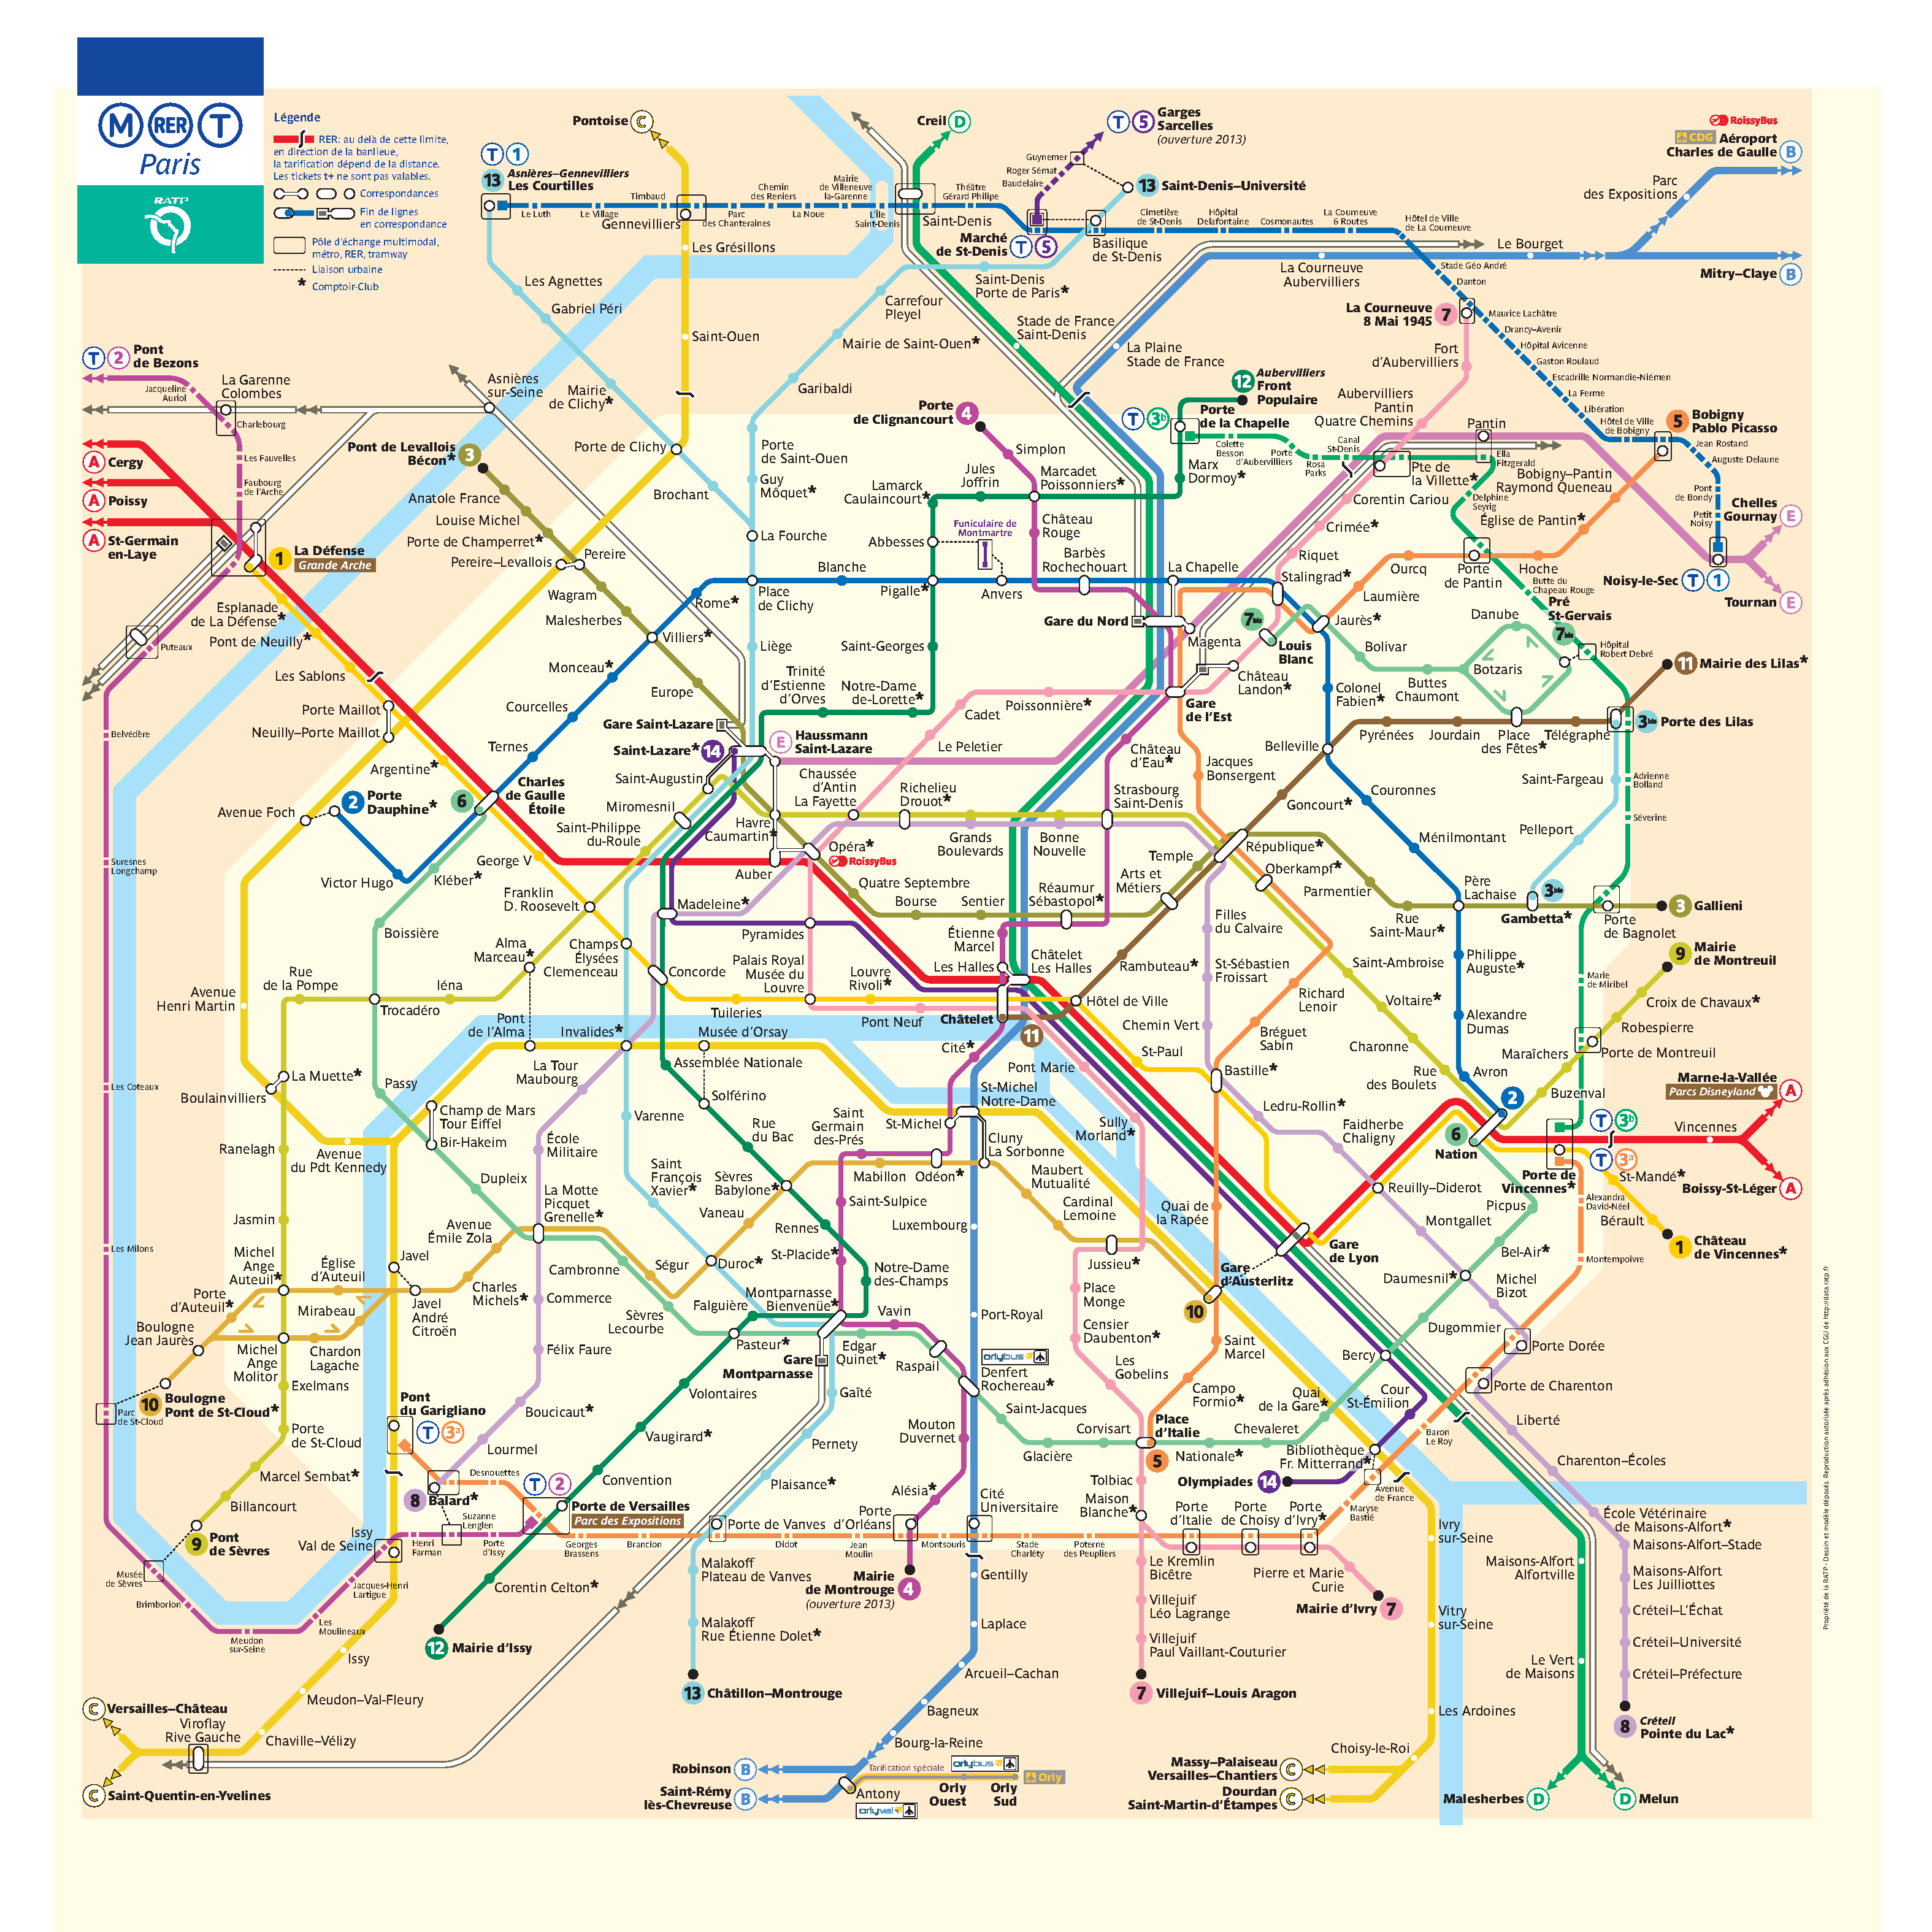 M RER T
Paris
RATP
Légende
RER: au delà de cette limite,
en direction de la banlieue,
la tarification dépend de la distance.
Les tickets t+ ne sont pas valables.
Correspondances
Fin de lignes
en correspondance
Pôle d'échange multimodal,
métro, RER, tramway
Liaison urbaine
* Comptoir-Club
Pontoise C
Creil D
T 5 Garges
Sarcelles
(ouverture 2013)
Guynemer
Roger Sémat
Baudelaire
13 Saint-Denis–Université
RoissyBus
CDG Aéroport
Charles de Gaulle B
Parc
des Expositions
T 1
13 Asnières–Gennevilliers
Les Courtilles
Le Luth
Le Village
Timbaud
Gennevilliers
Parc
des Chanteraines
Chemin
des Reniers
La Noue
Mairie
de Villeneuve
la-Garenne
L'Île
Saint-Denis
Théâtre
Gérard Philipe
Saint-Denis
Marché
de St-Denis T 5
Basilique
de St-Denis
Cimetière
de St-Denis
Hôpital
Delafontaine
Cosmonautes
La Courneuve
6 Routes
Hôtel de Ville
de La Courneuve
Le Bourget
Mitry–Claye B
La Courneuve
Aubervilliers
Stade Géo André
Danton
Maurice Lachâtre
Drancy–Avenir
Hôpital Avicenne
Gaston Roulaud
Escadrille Normandie–Niémen
La Ferme
Libération
Hôtel de Ville
de Bobigny
5 Bobigny
Pablo Picasso
Jean Rostand
Auguste Delaune
Pont
de Bondy
Petit
Noisy
Noisy-le-Sec T 1
Chelles
Gournay E
Tournan E
Les Grésillons
Les Agnettes
Gabriel Péri
Saint-Ouen
Carrefour
Pleyel
Saint-Denis
Porte de Paris*
Mairie de Saint-Ouen*
Garibaldi
Stade de France
Saint-Denis
La Plaine
Stade de France
La Courneuve
8 Mai 1945 7
Fort
d'Aubervilliers
Aubervilliers
Pantin
Quatre Chemins
12 Aubervilliers
Front
Populaire
T 3b Porte
de la Chapelle
Colette
Besson
Porte
d'Aubervilliers
Rosa
Parks
Canal
St-Denis
Pantin
Ella
Fitzgerald
Pte de
la Villette*
Delphine
Seyrig
Bobigny–Pantin
Raymond Queneau
Église de Pantin*
Corentin Cariou
Crimée*
Riquet
Stalingrad*
Ourcq
Laumière
Jaurès*
Porte
de Pantin
Hoche
Butte du
Chapeau Rouge
Pré
St-Gervais
7bis
Hôpital
Robert Debré
Danube
Botzaris
Bolivar
Buttes
Chaumont
7bis Louis
Blanc
11 Mairie des Lilas*
3bis Porte des Lilas
Pyrénées
Jourdain
Place
des Fêtes*
Télégraphe
Saint-Fargeau
Pelleport
3bis
Gambetta*
Adrienne
Bolland
Séverine
T 2 Pont
de Bezons
Jacqueline
Auriol
La Garenne
Colombes
Charlebourg
Les Fauvelles
Faubourg
de l'Arche
A Cergy
A Poissy
A St-Germain
en-Laye
1 La Défense
Grande Arche
Esplanade
de La Défense*
Pont de Neuilly*
Les Sablons
Porte Maillot
Neuilly–Porte Maillot
Argentine*
Puteaux
Belvédère
Suresnes
Longchamp
Les Coteaux
Les Milons
Parc
de St-Cloud
Musée
de Sèvres
Brimborion
Meudon
sur-Seine
Les
Moulineaux
Jacques-Henri
Lartigue
Asnières
sur-Seine
Mairie
de Clichy*
Porte de Clichy
Brochant
Pont de Levallois
Bécon* 3
Anatole France
Louise Michel
Porte de Champerret*
Pereire–Levallois
Pereire
Wagram
Malesherbes
Villiers*
Rome*
Monceau*
Courcelles
Ternes
Europe
Porte
de Saint-Ouen
Guy
Môquet*
La Fourche
Place
de Clichy
Liège
Blanche
Pigalle*
Anvers
Abbesses
Funiculaire de
Montmartre
Lamarck
Caulaincourt*
Jules
Joffrin
Porte
de Clignancourt 4
Simplon
Marcadet
Poissonniers*
Marx
Dormoy*
Château
Rouge
Barbès
Rochechouart
La Chapelle
Gare du Nord
Magenta
Château
Landon*
Gare
de l'Est
Saint-Georges
Notre-Dame
de-Lorette*
Trinité
d'Estienne
d'Orves
Cadet
Poissonnière*
Le Peletier
Gare Saint-Lazare
Saint-Lazare* 14
E Haussmann
Saint-Lazare
Saint-Augustin
Miromesnil
Saint-Philippe
du-Roule
Havre
Caumartin*
Chaussée
d'Antin
La Fayette
Richelieu
Drouot*
Grands
Boulevards
Bonne
Nouvelle
Strasbourg
Saint-Denis
Château
d'Eau*
Jacques
Bonsergent
Belleville
Colonel
Fabien*
Couronnes
Goncourt*
Ménilmontant
République*
Temple
Oberkampf*
Parmentier
Rue
Saint-Maur*
Père
Lachaise
3 Gallieni
Porte
de Bagnolet
Avenue Foch
2 Porte
Dauphine*
6 Charles
de Gaulle
Étoile
Victor Hugo
Kléber*
George V
Franklin
D. Roosevelt
Boissière
Alma
Marceau*
Champs
Élysées
Clemenceau
Madeleine*
Concorde
Auber
Opéra*
RoissyBus
Pyramides
Quatre Septembre
Bourse
Sentier
Réaumur
Sébastopol*
Arts et
Métiers
Étienne
Marcel
Les Halles
Châtelet
Les Halles
Rambuteau*
Filles
du Calvaire
St-Sébastien
Froissart
Chemin Vert
Richard
Lenoir
Bréguet
Sabin
Saint-Ambroise
Voltaire*
Charonne
Rue
des Boulets
Philippe
Auguste*
Alexandre
Dumas
Avron
2
6
Nation
Marie
de Miribel
9 Mairie
de Montreuil
Croix de Chavaux*
Robespierre
Porte de Montreuil
Maraîchers
Buzenval
Marne-la-Vallée
Parcs Disneyland A
T 3b
Vincennes
T 3a
Porte de
Vincennes*
St-Mandé*
Boissy-St-Léger A
Bérault
1 Château
de Vincennes*
Alexandra
David-Néel
Montempoivre
Avenue
Henri Martin
Rue
de la Pompe
Trocadéro
Iéna
La Muette*
Boulainvilliers
Passy
Ranelagh
Avenue
du Pdt Kennedy
Champ de Mars
Tour Eiffel
Bir-Hakeim
Dupleix
Jasmin
Michel
Ange
Auteuil*
Église
d'Auteuil
Porte
d'Auteuil*
Mirabeau
Boulogne
Jean Jaurès
Michel
Ange
Molitor
Chardon
Lagache
10 Boulogne
Pont de St-Cloud*
Exelmans
Porte
de St-Cloud
Marcel Sembat*
Billancourt
9 Pont
de Sèvres
Javel
Javel
André
Citroën
Avenue
Émile Zola
Charles
Michels*
La Motte
Picquet
Grenelle*
Commerce
Félix Faure
Boucicaut*
Lourmel
8 Balard*
Pont
du Garigliano
T 3a
Desnouettes
T 2
Porte de Versailles
Parc des Expositions
Suzanne
Lenglen
Porte
d'Issy
Henri
Farman
Issy
Val de Seine
Corentin Celton*
12 Mairie d'Issy
Issy
Meudon–Val-Fleury
Chaville–Vélizy
C Versailles–Château
Viroflay
Rive Gauche
C Saint-Quentin-en-Yvelines
Pont
de l'Alma
Invalides*
Musée d'Orsay
Tuileries
Palais Royal
Musée du
Louvre
Louvre
Rivoli*
Pont Neuf
Châtelet
11
Hôtel de Ville
Assemblée Nationale
Solférino
La Tour
Maubourg
Varenne
École
Militaire
Saint
François
Xavier*
Rue
du Bac
Sèvres
Babylone*
Saint
Germain
des-Prés
St-Michel
Cité*
St-Michel
Notre-Dame
Cluny
La Sorbonne
Mabillon
Odéon*
Maubert
Mutualité
Cardinal
Lemoine
Pont Marie
Sully
Morland*
St-Paul
Bastille*
Ledru-Rollin*
Faidherbe
Chaligny
Reuilly–Diderot
Montgallet
Picpus
Bel-Air*
Daumesnil*
Michel
Bizot
Dugommier
Porte Dorée
Porte de Charenton
Bercy
Gare
de Lyon
Quai de
la Rapée
Gare
d'Austerlitz
10
Jussieu*
Place
Monge
Censier
Daubenton*
Les
Gobelins
Saint
Marcel
Campo
Formio*
Place
d'Italie
5
Nationale*
Chevaleret
Quai
de la Gare*
Cour
St-Émilion
Bibliothèque
Fr. Mitterrand*
Olympiades 14
Baron
Le Roy
Avenue
de France
Maryse
Bastié
Vaneau
Rennes
Saint-Sulpice
Luxembourg
Ségur
Duroc*
St-Placide*
Cambronne
Sèvres
Lecourbe
Falguière
Montparnasse
Bienvenüe*
Notre-Dame
des-Champs
Vavin
Port-Royal
Pasteur*
Gare
Montparnasse
Edgar
Quinet*
Raspail
orlybus
Denfert
Rochereau*
Volontaires
Vaugirard*
Convention
Gaîté
Pernety
Plaisance*
Mouton
Duvernet
Alésia*
Saint-Jacques
Glacière
Corvisart
Tolbiac
Maison
Blanche*
Cité
Universitaire
Porte
d'Orléans
Porte de Vanves
Georges
Brassens
Brancion
Didot
Jean
Moulin
Montsouris
Stade
Charléty
Poterne
des Peupliers
Porte
d'Italie
Porte
de Choisy
Porte
d'Ivry*
Malakoff
Plateau de Vanves
Malakoff
Rue Étienne Dolet*
13 Châtillon–Montrouge
Mairie
de Montrouge
(ouverture 2013) 4
Gentilly
Laplace
Arcueil–Cachan
Bagneux
Bourg-la-Reine
Robinson B
Saint-Rémy
lès-Chevreuse B
Tarification spéciale
orlybus
Orly
Antony
orlyval
Orly
Ouest
Orly
Sud
Le Kremlin
Bicêtre
Villejuif
Léo Lagrange
Villejuif
Paul Vaillant-Couturier
7 Villejuif–Louis Aragon
Pierre et Marie
Curie
Mairie d'Ivry 7
Ivry
sur-Seine
Vitry
sur-Seine
Les Ardoines
Choisy-le-Roi
Massy–Palaiseau
Versailles–Chantiers C
Dourdan
Saint-Martin-d'Étampes C
Maisons-Alfort
Alfortville
Le Vert
de Maisons
Malesherbes D
D Melun
Liberté
Charenton–Écoles
École Vétérinaire
de Maisons-Alfort*
Maisons-Alfort–Stade
Maisons-Alfort
Les Juilliottes
Créteil–L'Échat
Créteil–Université
Créteil–Préfecture
8 Créteil
Pointe du Lac*
Propriété de la RATP - Dessin et modèle déposés. Reproduction autorisée après adhésion aux CGU de http://data.ratp.fr